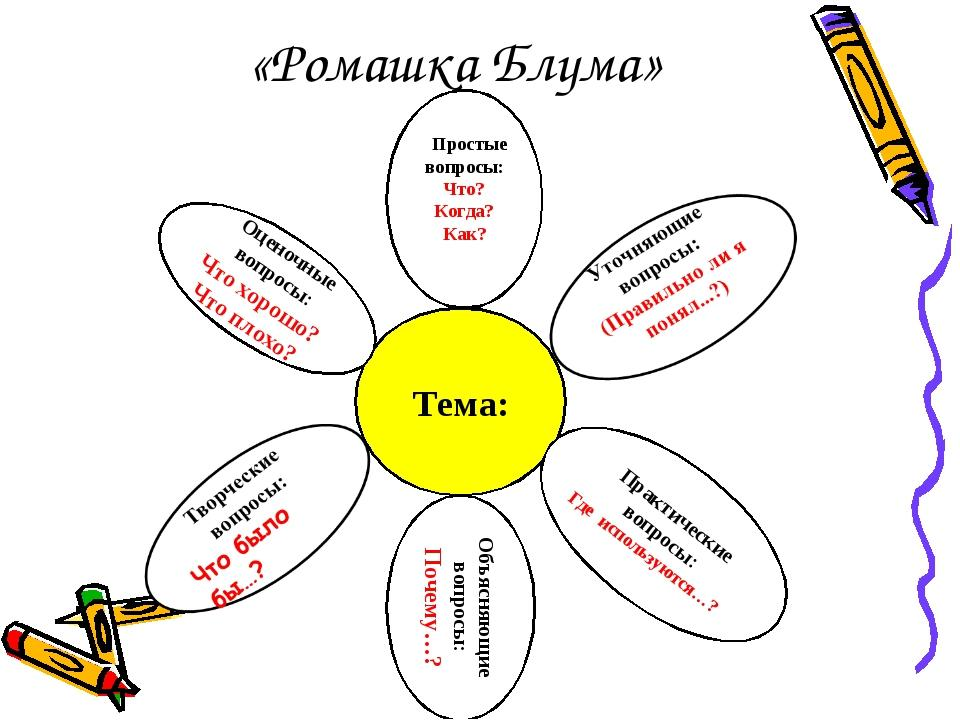 «Ромашка Блума»
Простые
вопросы:
Что?
Когда?
Как?
Уточняющие
вопросы:
(Правильно ли я
понял...?)
Практические
вопросы:
Где используются…?
Объясняющие
вопросы:
Почему…?
Творческие
вопросы:
Что было
бы…?
Оценочные
вопросы:
Что хорошо?
Что плохо?
Тема: